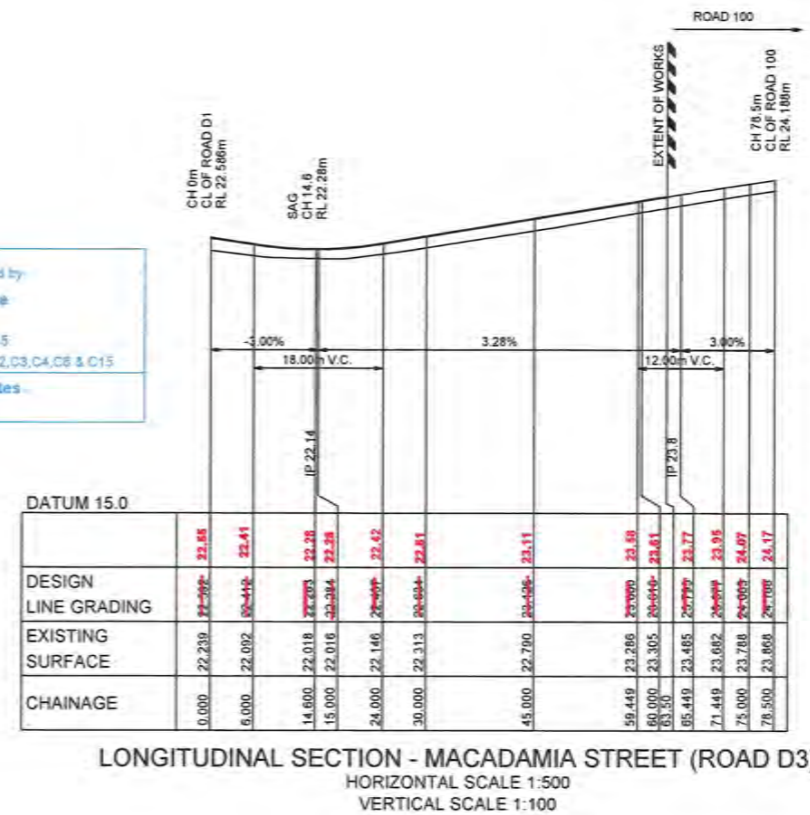 ROAD 100
EXTENT OF WORKS
CH 0m
CL OF ROAD D1
RL 22.586m
SAG
CH 14.6
RL 22.28m
CH 78.5m
CL OF ROAD 100
RL 24.188m
d by
-3.00% 3.28% 3.00%
18.00m V.C. 12.00m V.C.
2,C3,C4,C8 & C15
IP 22.14 IP 23.8
DATUM 15.0
22.41 22.28 22.28 22.42 23.11 23.58 23.61 23.77 23.95 24.07 24.17
DESIGN
LINE GRADING
EXISTING
SURFACE
22.239 22.092 22.018 22.016 22.146 22.313 22.790 23.286 23.305 23.485 23.682 23.788 23.868
CHAINAGE 0.000 6.000 14.600 15.000 24.000 30.000 45.000 59.449 60.000 63.50 65.449 71.449 75.000 78.500
LONGITUDINAL SECTION - MACADAMIA STREET (ROAD D3
HORIZONTAL SCALE 1:500
VERTICAL SCALE 1:100